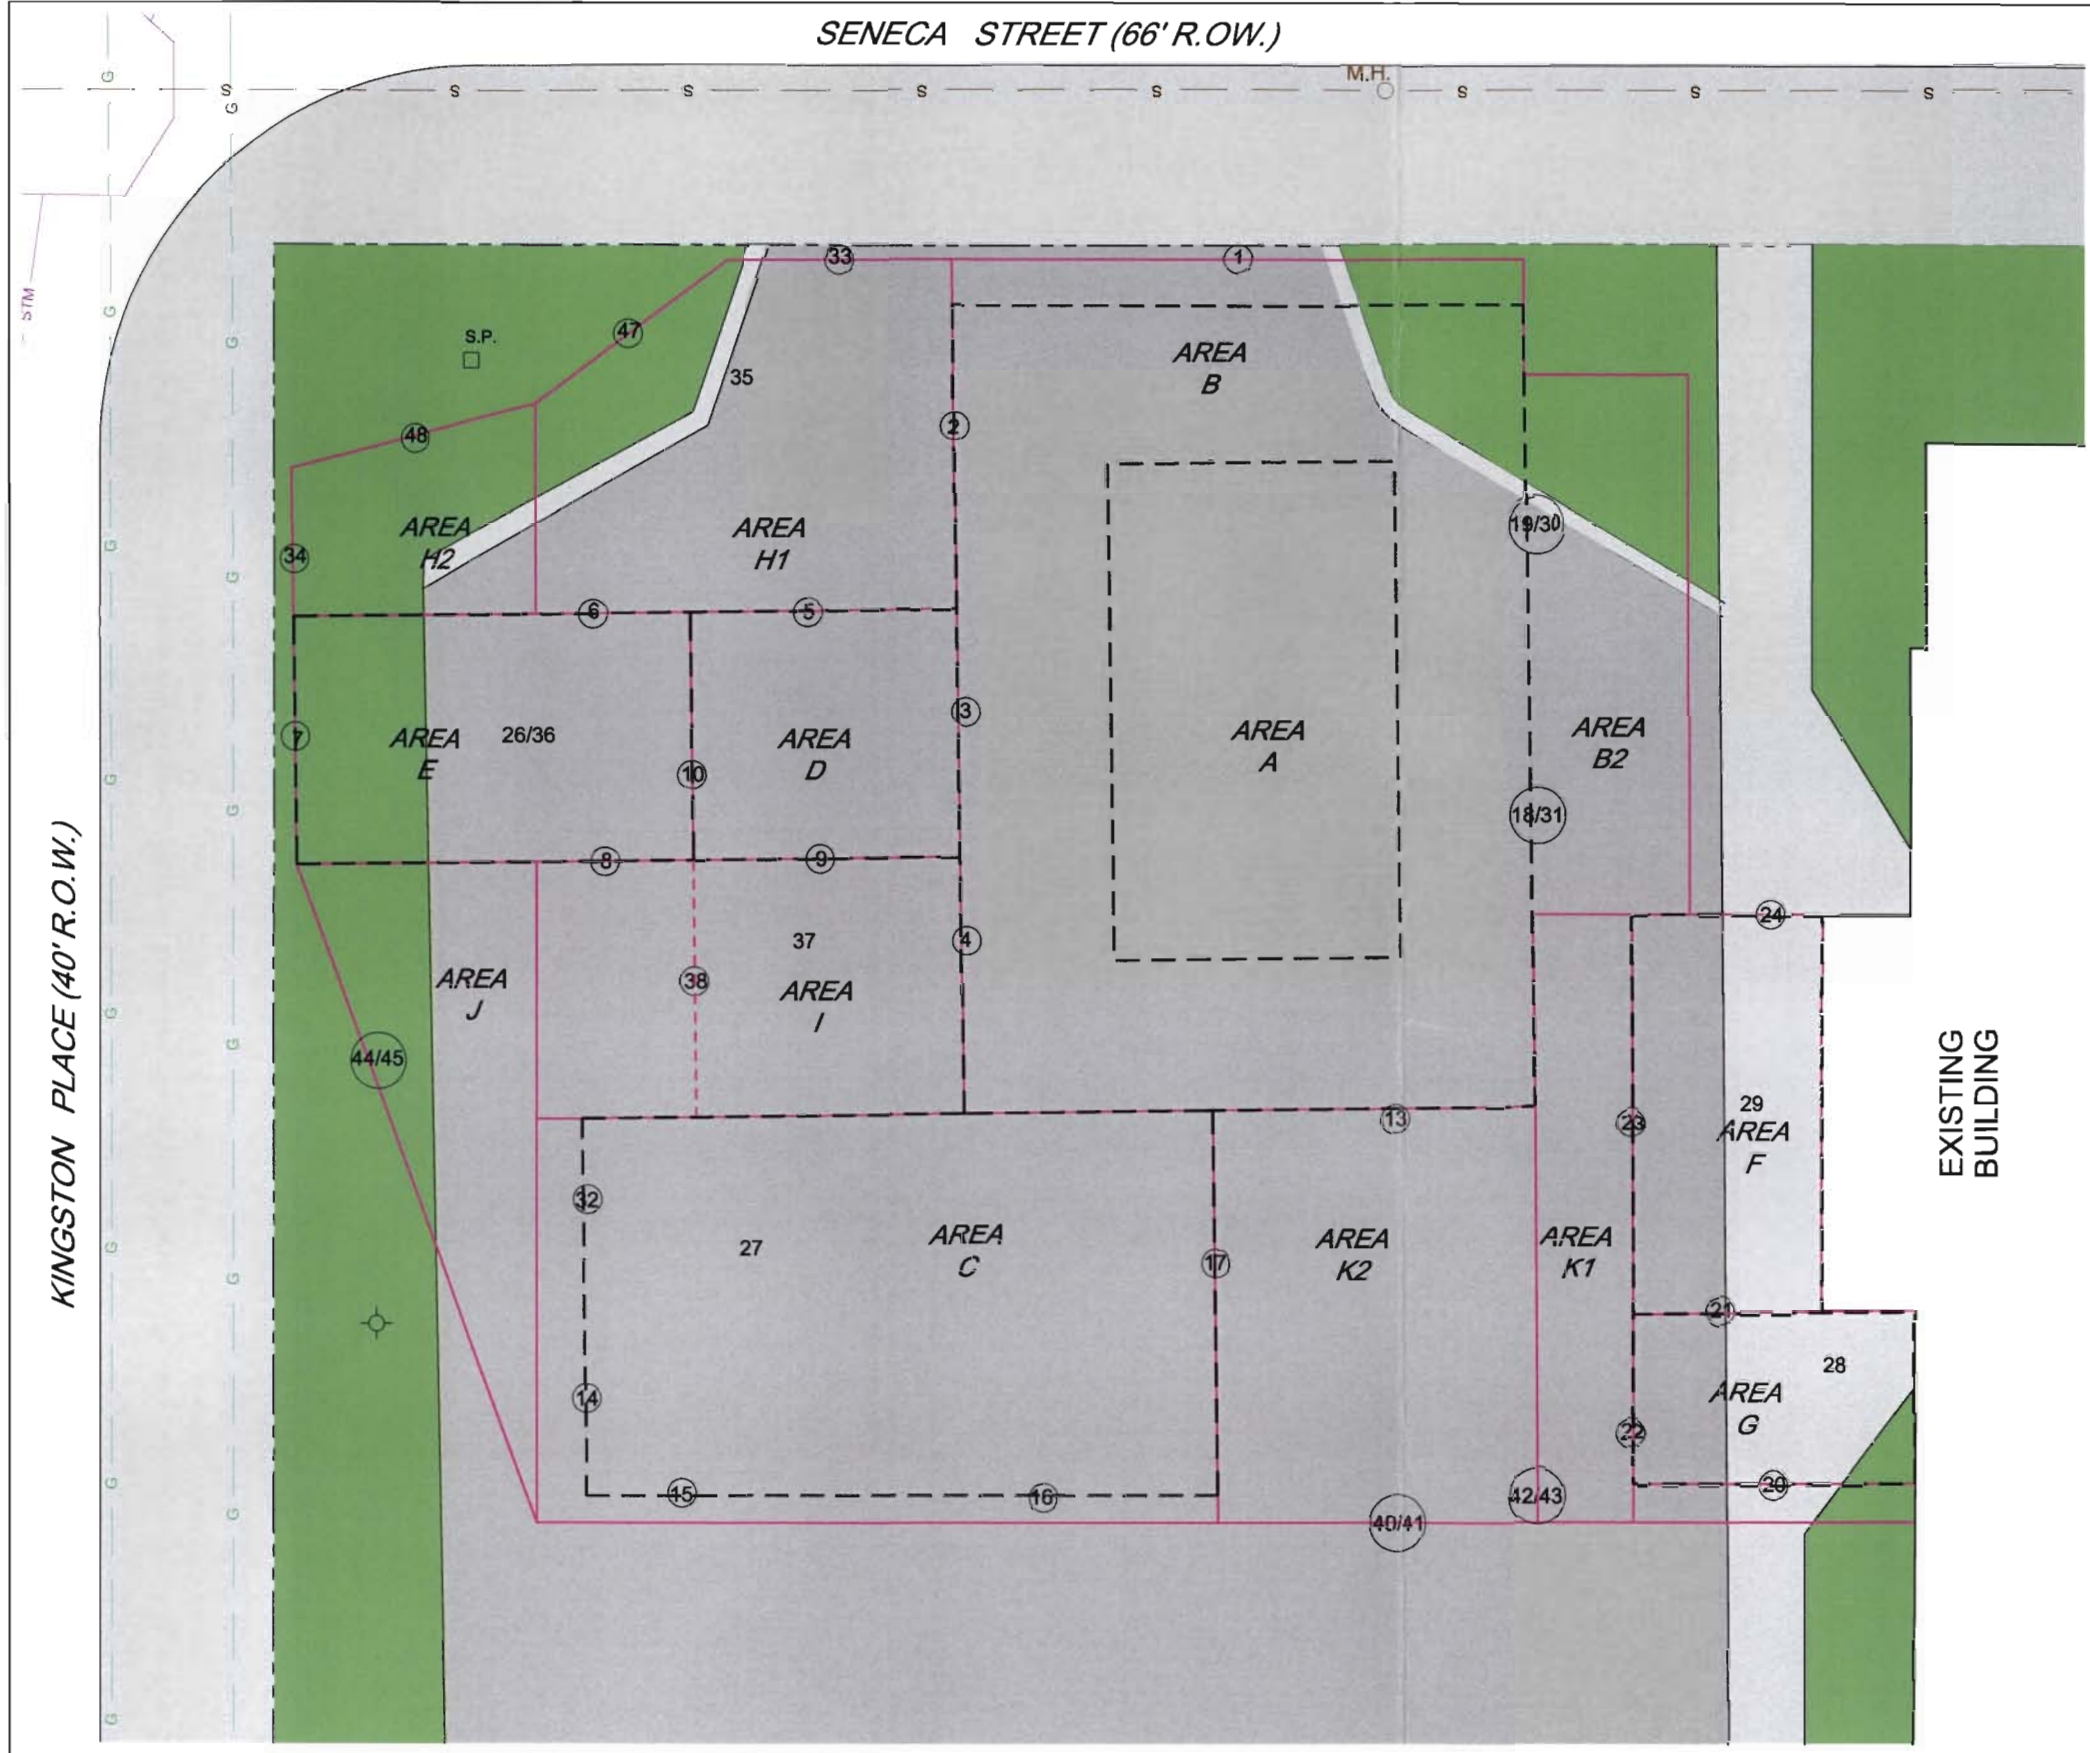 SENECA STREET (66' R.OW.)
M.H.
G
S
S
S
S
S
S
S
S
G
33
1
G
STM
47
S.P.
G
AREA
B
35
2
48
19/30
AREA
H2
AREA
H1
34
G
G
6
5
3
7
AREA
E
26/36
AREA
D
AREA
A
AREA
B2
10
G
G
18/31
8
9
24
37
4
AREA
J
38
AREA
I
G
G
44/45
KINGSTON PLACE (40' R.O.W.)
29
AREA
F
13
23
EXISTING
BUILDING
32
27
AREA
C
17
AREA
K2
AREA
K1
G
G
21
28
14
AREA
G
22
G
G
15
16
42/43
20
40/41
G